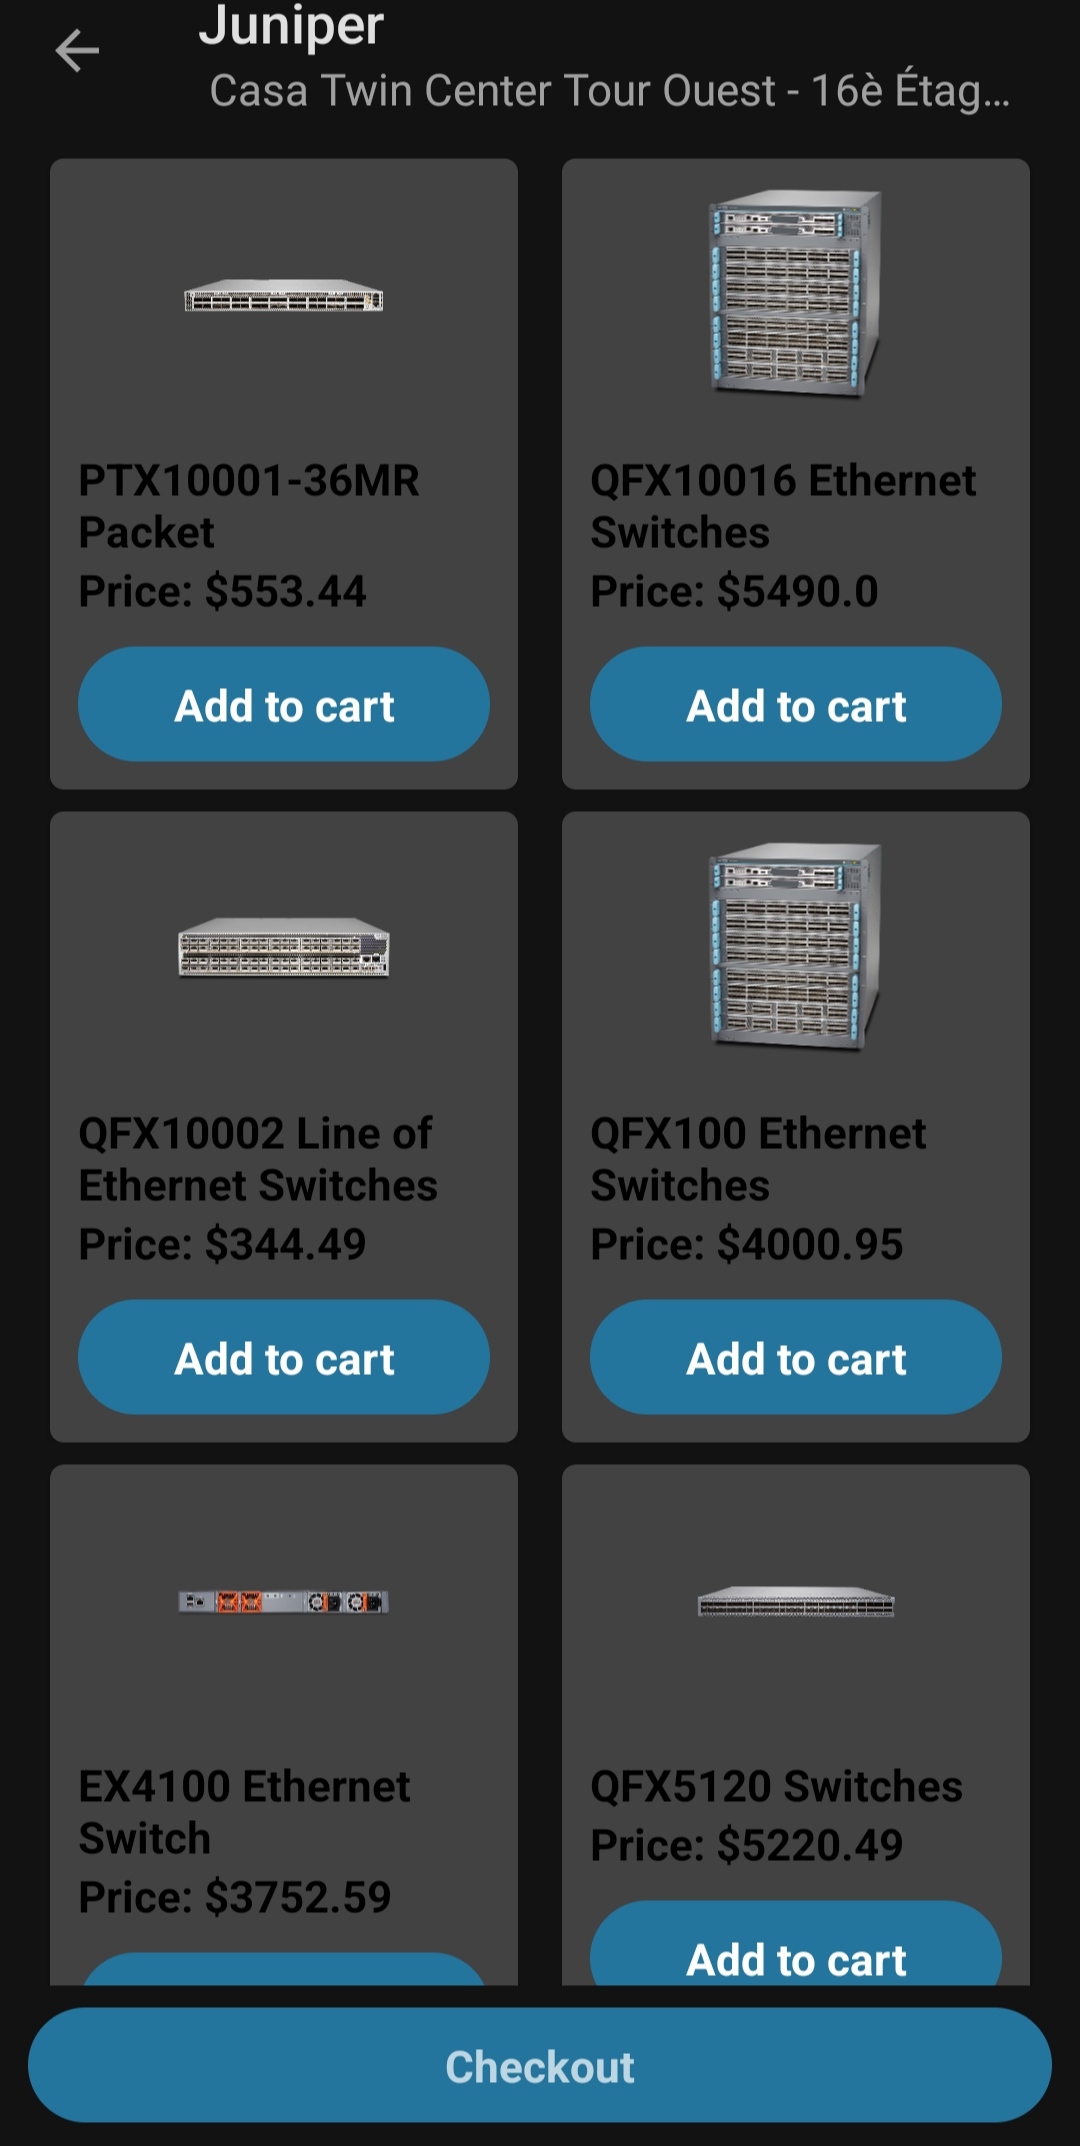 Juniper
Casa Twin Center Tour Ouest - 16è Étag...
PTX10001-36MR
Packet
Price: $553.44
Add to cart
QFX10016 Ethernet
Switches
Price: $5490.0
Add to cart
QFX10002 Line of
Ethernet Switches
Price: $344.49
Add to cart
QFX100 Ethernet
Switches
Price: $4000.95
Add to cart
EX4100 Ethernet
Switch
Price: $3752.59
QFX5120 Switches
Price: $5220.49
Add to cart
Checkout